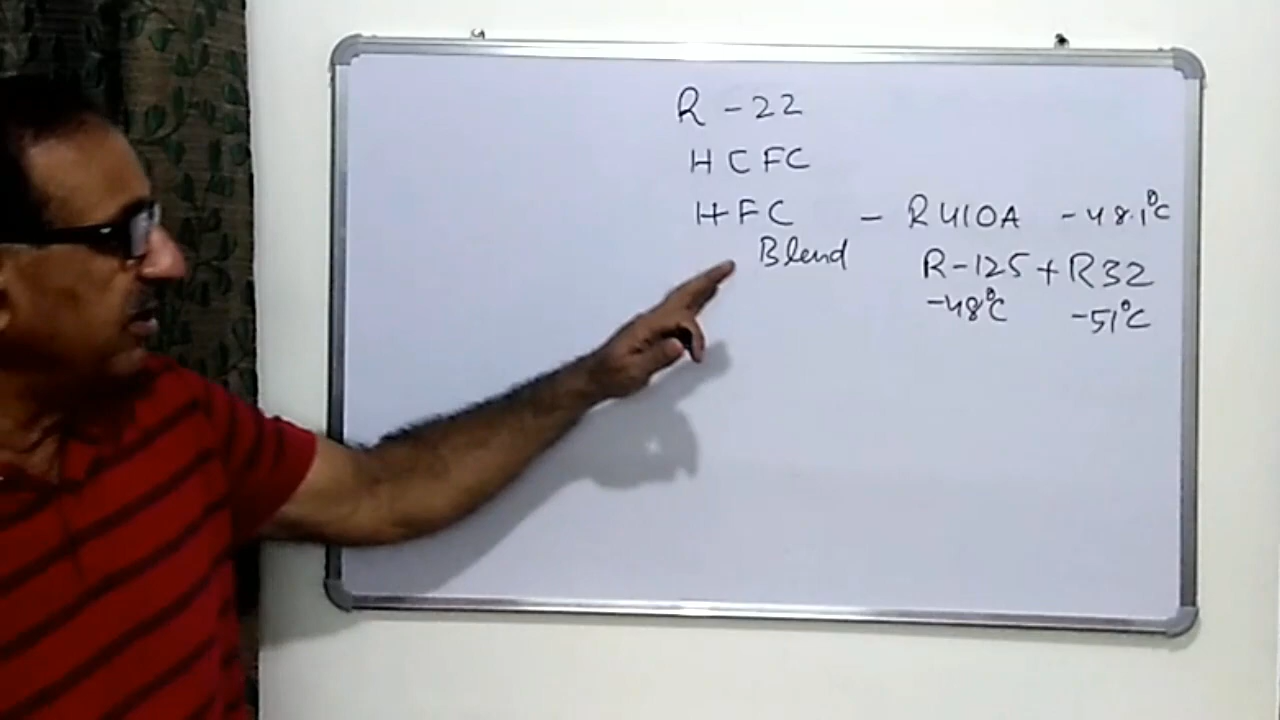 R - 22
HCFC
HFC - R410A -48.1°C
Blend R-125 + R32
-48°C -51°C